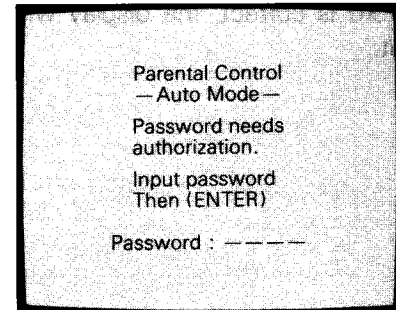 Parental Control
— Auto Mode —
Password needs
authorization.
Input password
Then (ENTER)
Password : — — — —